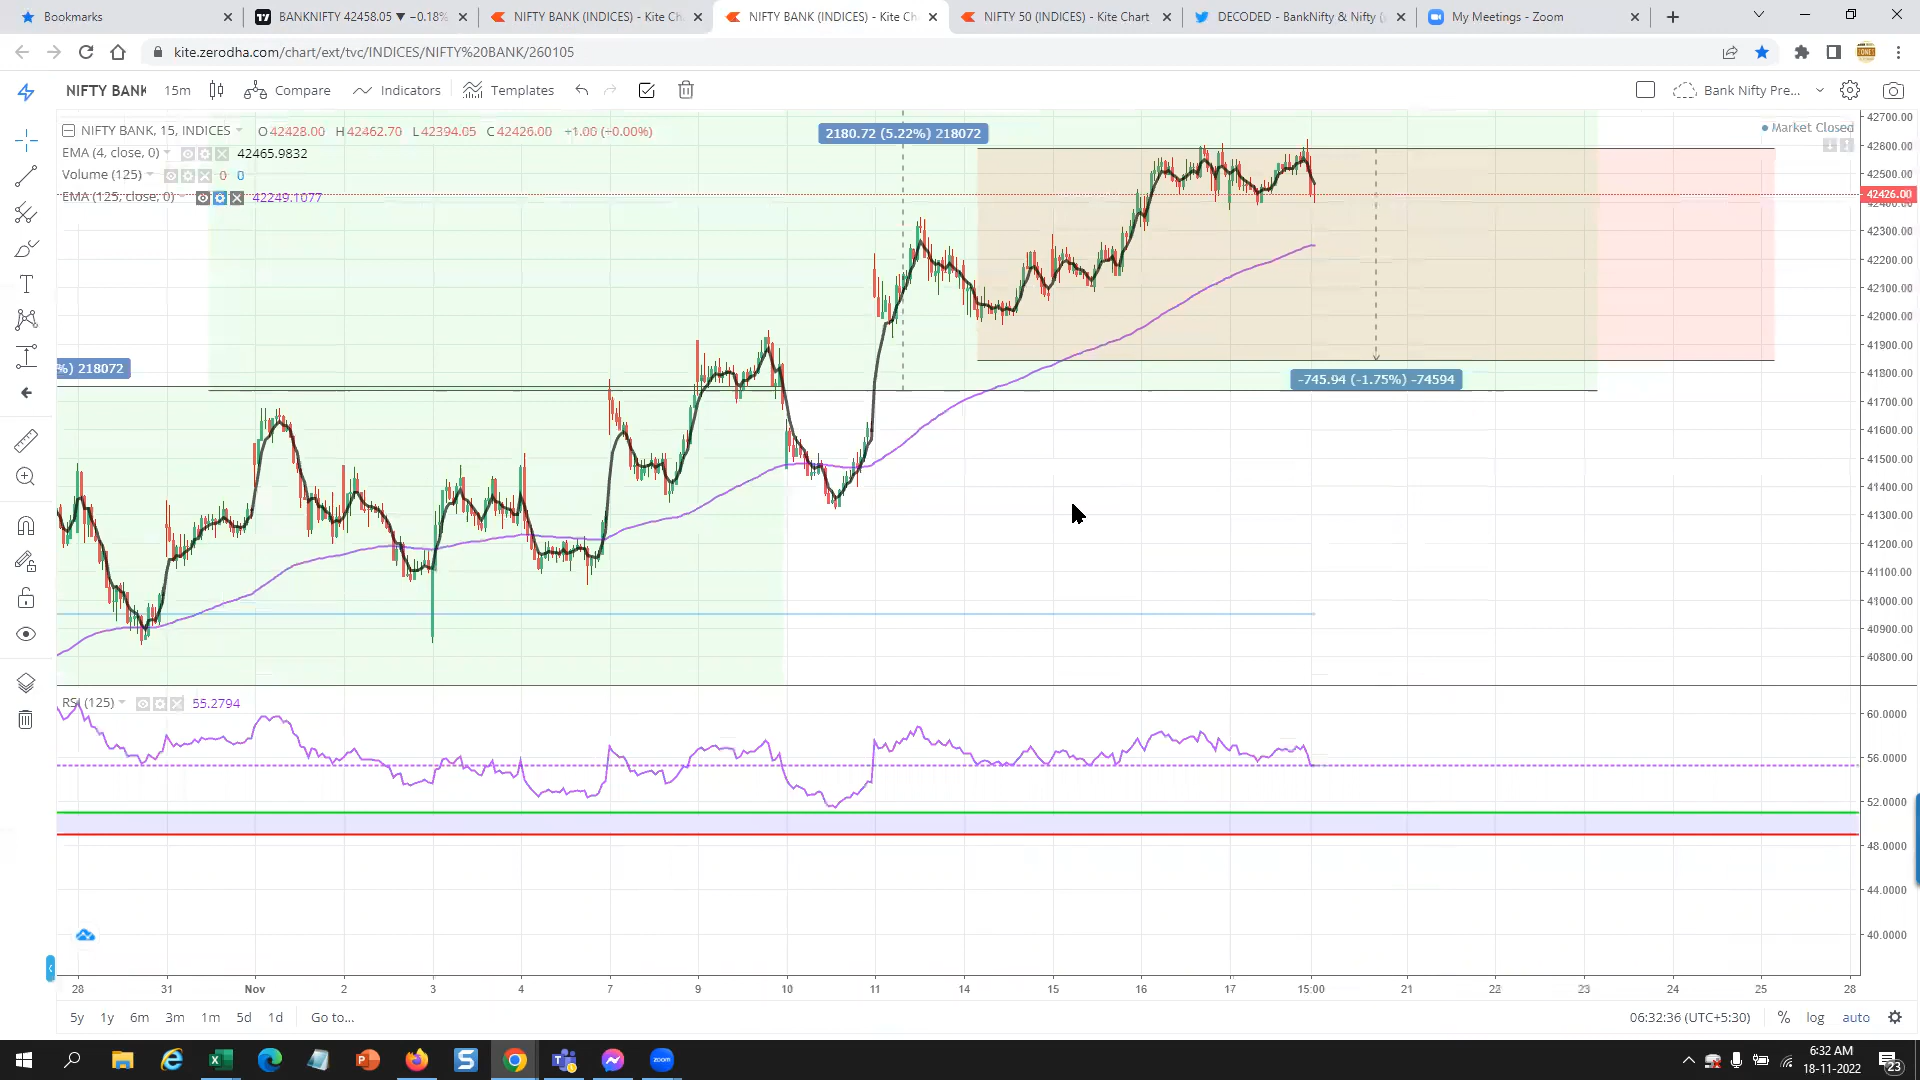 Bookmarks
BANKNIFTY 42458.05 ▼ −0.18%
NIFTY BANK (INDICES) - Kite Ch
NIFTY BANK (INDICES) - Kite Ch
NIFTY 50 (INDICES) - Kite Chart
DECODED - BankNifty & Nifty (
My Meetings - Zoom
kite.zerodha.com/chart/ext/tvc/INDICES/NIFTY%20BANK/260105
NIFTY BANK 15m Compare Indicators Templates Bank Nifty Pre...
NIFTY BANK, 15, INDICES O42428.00 H42462.70 L42394.05 C42426.00 +1.00 (+0.00%)
EMA (4, close, 0) 42465.9832
Volume (125) 0 0
EMA (125, close, 0) 42249.1077
2180.72 (5.22%) 218072
Market Closed
%) 218072
-745.94 (-1.75%) -74594
42700.00
42600.00
42500.00
42426.00
42400.00
42300.00
42200.00
42100.00
42000.00
41900.00
41800.00
41700.00
41600.00
41500.00
41400.00
41300.00
41200.00
41100.00
41000.00
40900.00
40800.00
RSI (125) 55.2794
60.0000
56.0000
52.0000
48.0000
44.0000
40.0000
28 31 Nov 2 3 4 7 8 9 10 11 14 15 16 17 15:00 21 22 23 24 25 28
5y 1y 6m 3m 1m 5d 1d Go to... 06:32:36 (UTC+5:30) % log auto
6:32 AM
18-11-2022
23